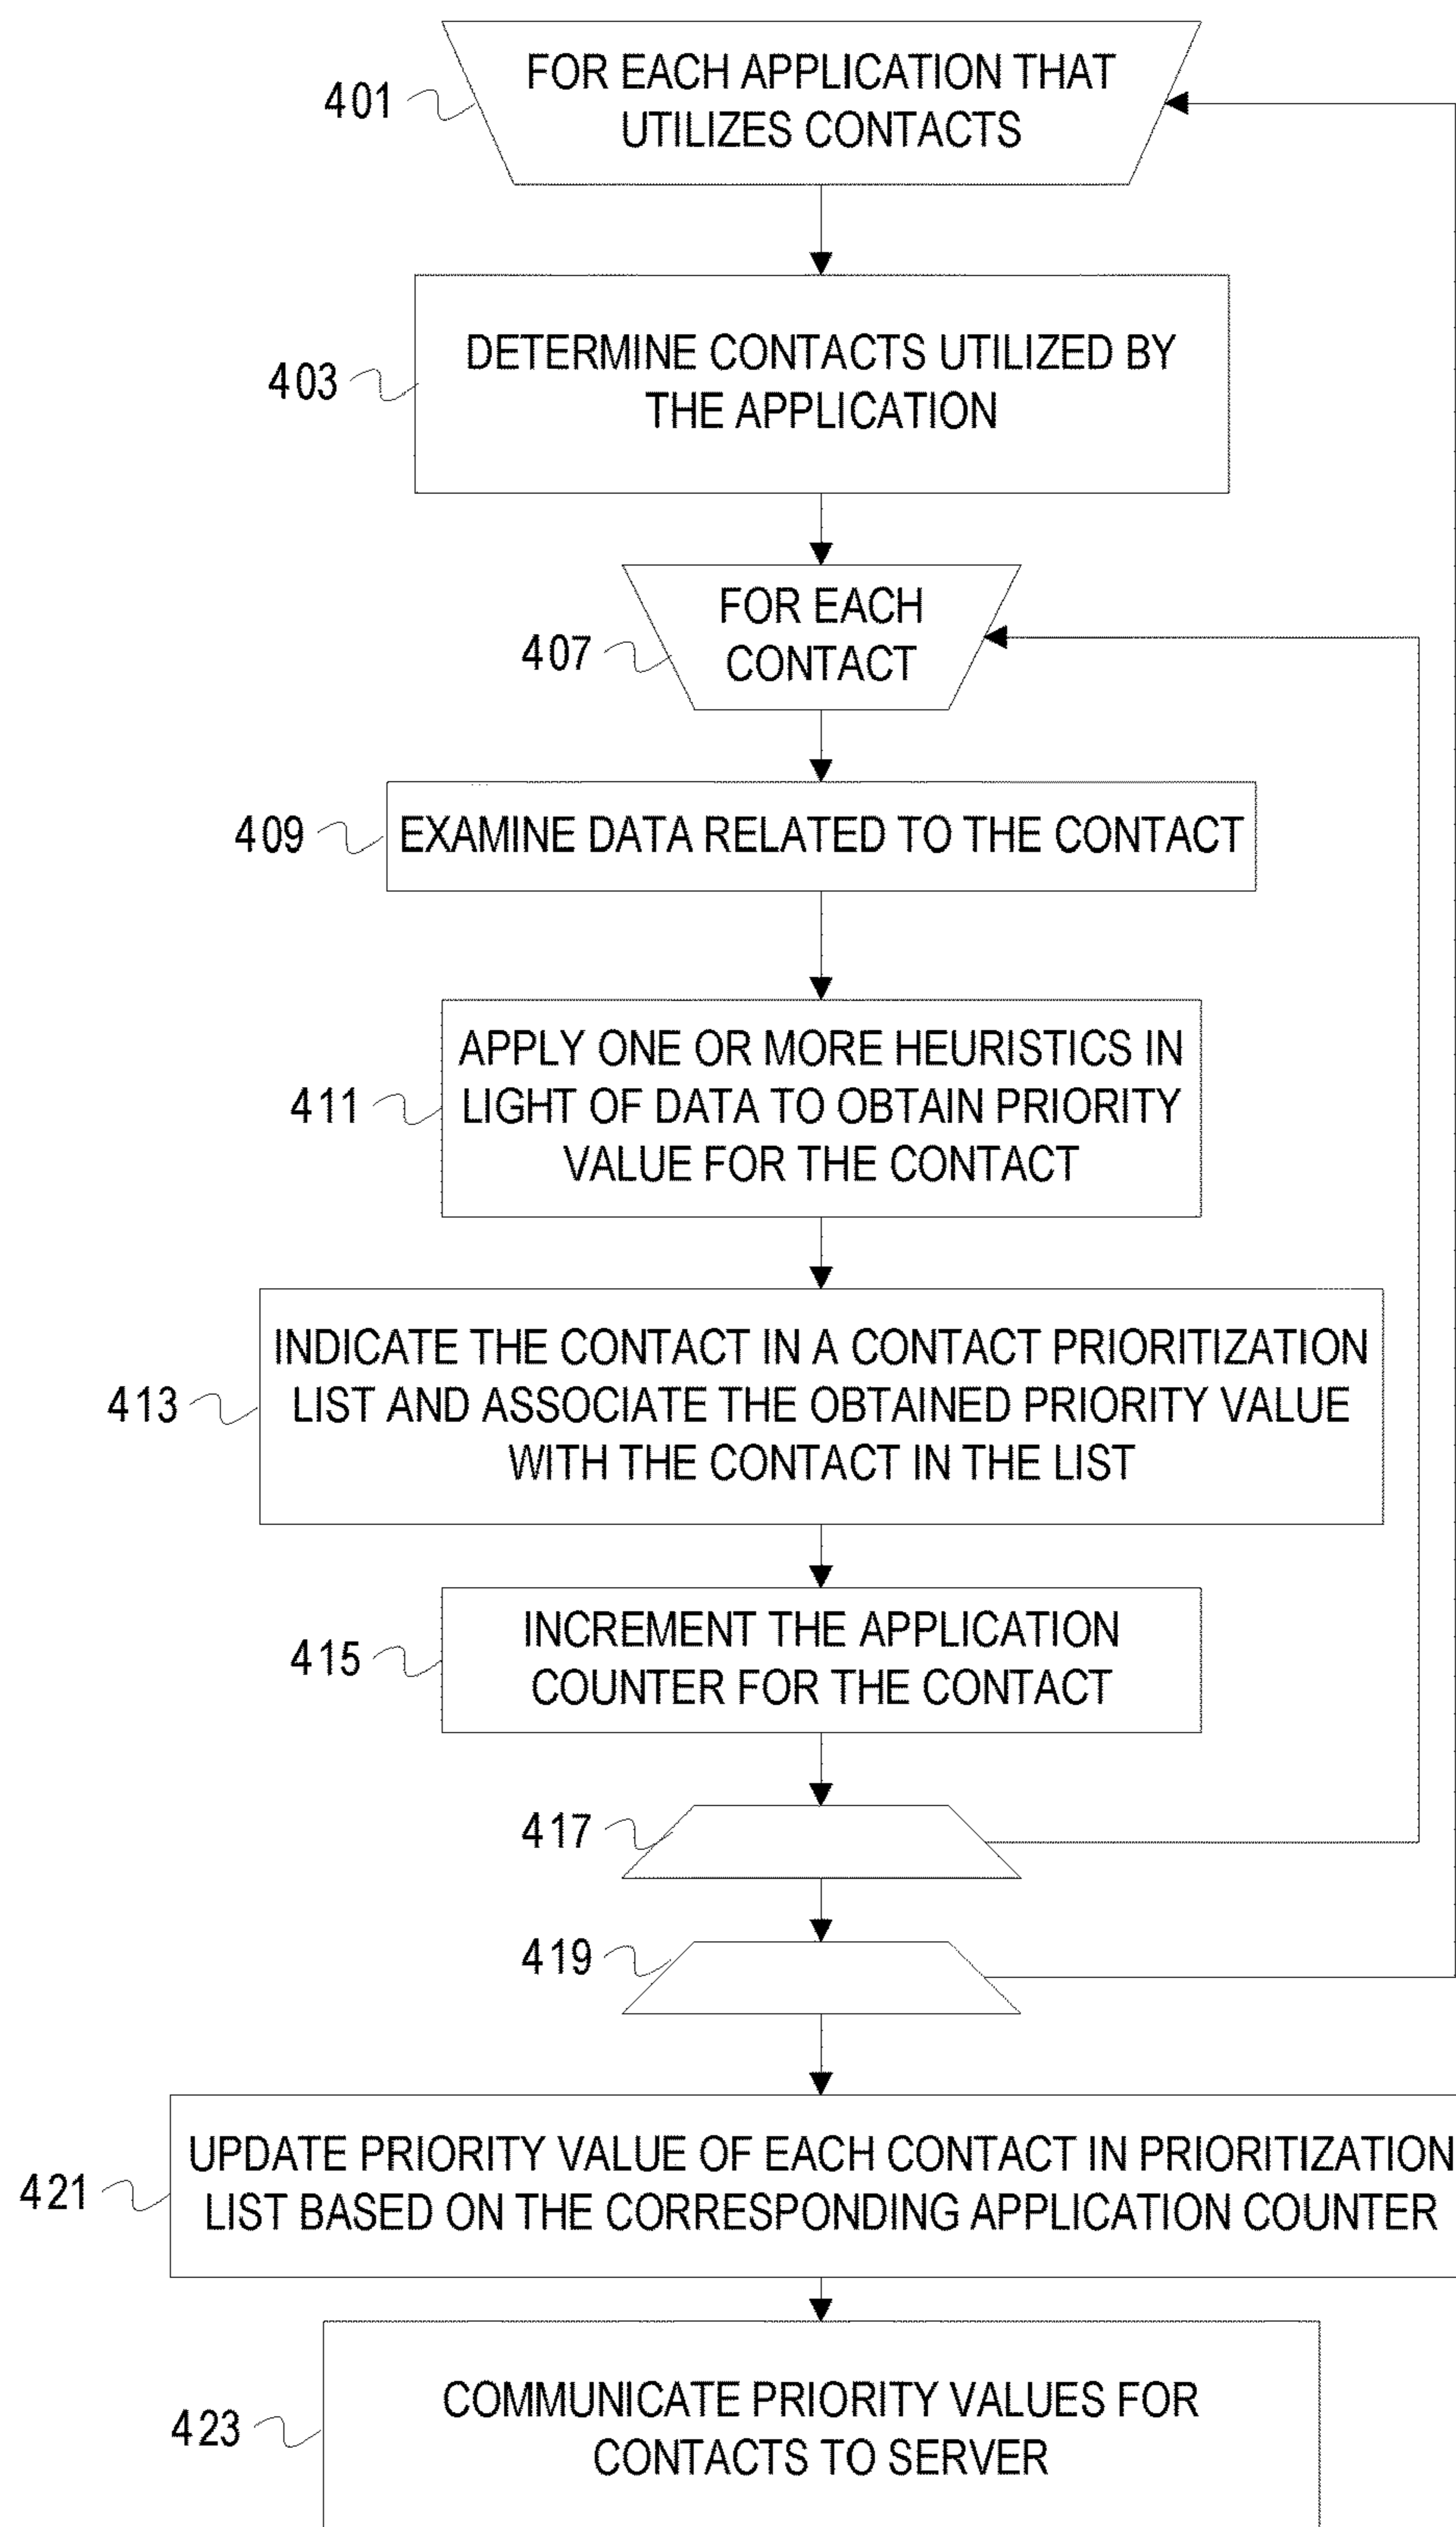 FOR EACH APPLICATION THAT
UTILIZES CONTACTS
401
DETERMINE CONTACTS UTILIZED BY
THE APPLICATION
403
FOR EACH
CONTACT
407
EXAMINE DATA RELATED TO THE CONTACT
409
APPLY ONE OR MORE HEURISTICS IN
LIGHT OF DATA TO OBTAIN PRIORITY
VALUE FOR THE CONTACT
411
INDICATE THE CONTACT IN A CONTACT PRIORITIZATION
LIST AND ASSOCIATE THE OBTAINED PRIORITY VALUE
WITH THE CONTACT IN THE LIST
413
INCREMENT THE APPLICATION
COUNTER FOR THE CONTACT
415
417
419
UPDATE PRIORITY VALUE OF EACH CONTACT IN PRIORITIZATION
LIST BASED ON THE CORRESPONDING APPLICATION COUNTER
421
COMMUNICATE PRIORITY VALUES FOR
CONTACTS TO SERVER
423